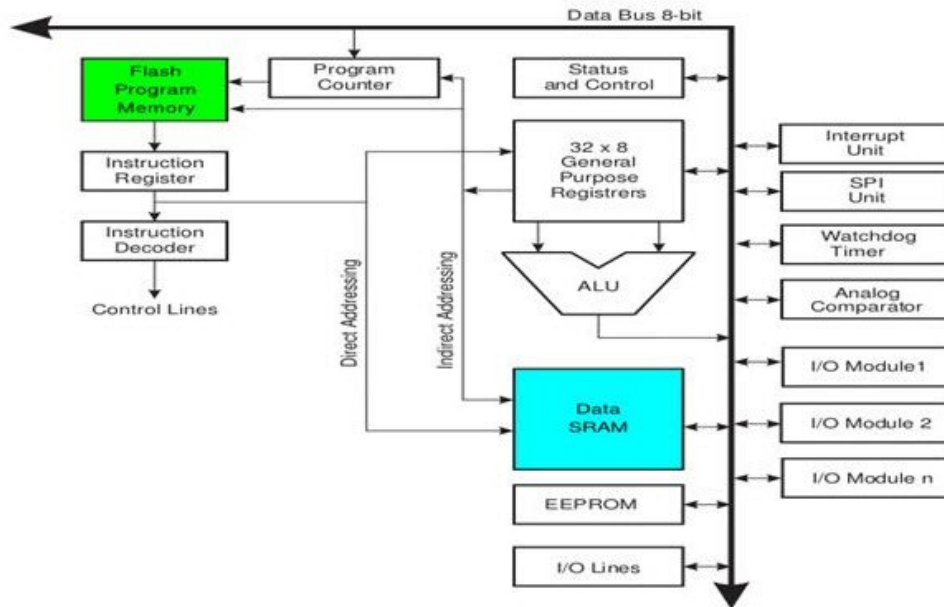 Data Bus 8-bit
Flash
Program
Memory
Program
Counter
Instruction
Register
Instruction
Decoder
Control Lines
Direct Addressing
Indirect Addressing
Status
and Control
32 x 8
General
Purpose
Registrers
ALU
Data
SRAM
EEPROM
I/O Lines
Interrupt
Unit
SPI
Unit
Watchdog
Timer
Analog
Comparator
I/O Module1
I/O Module 2
I/O Module n